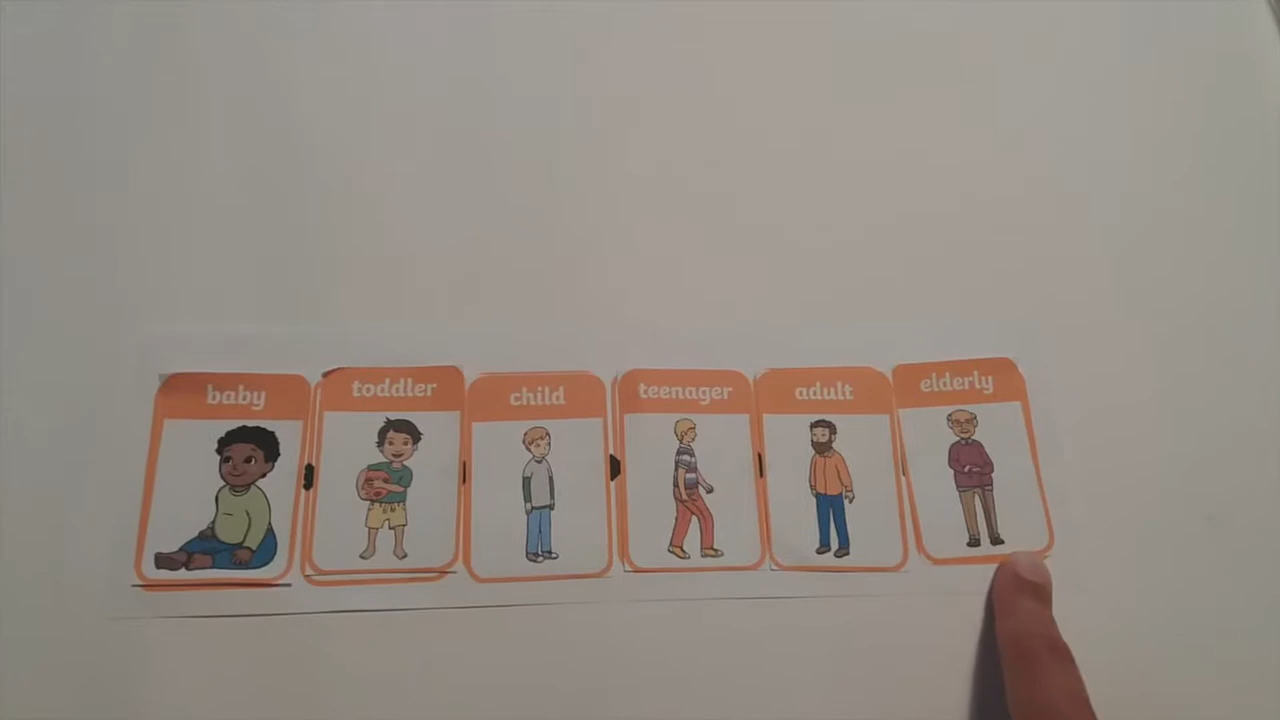 baby
toddler
child
teenager
adult
elderly